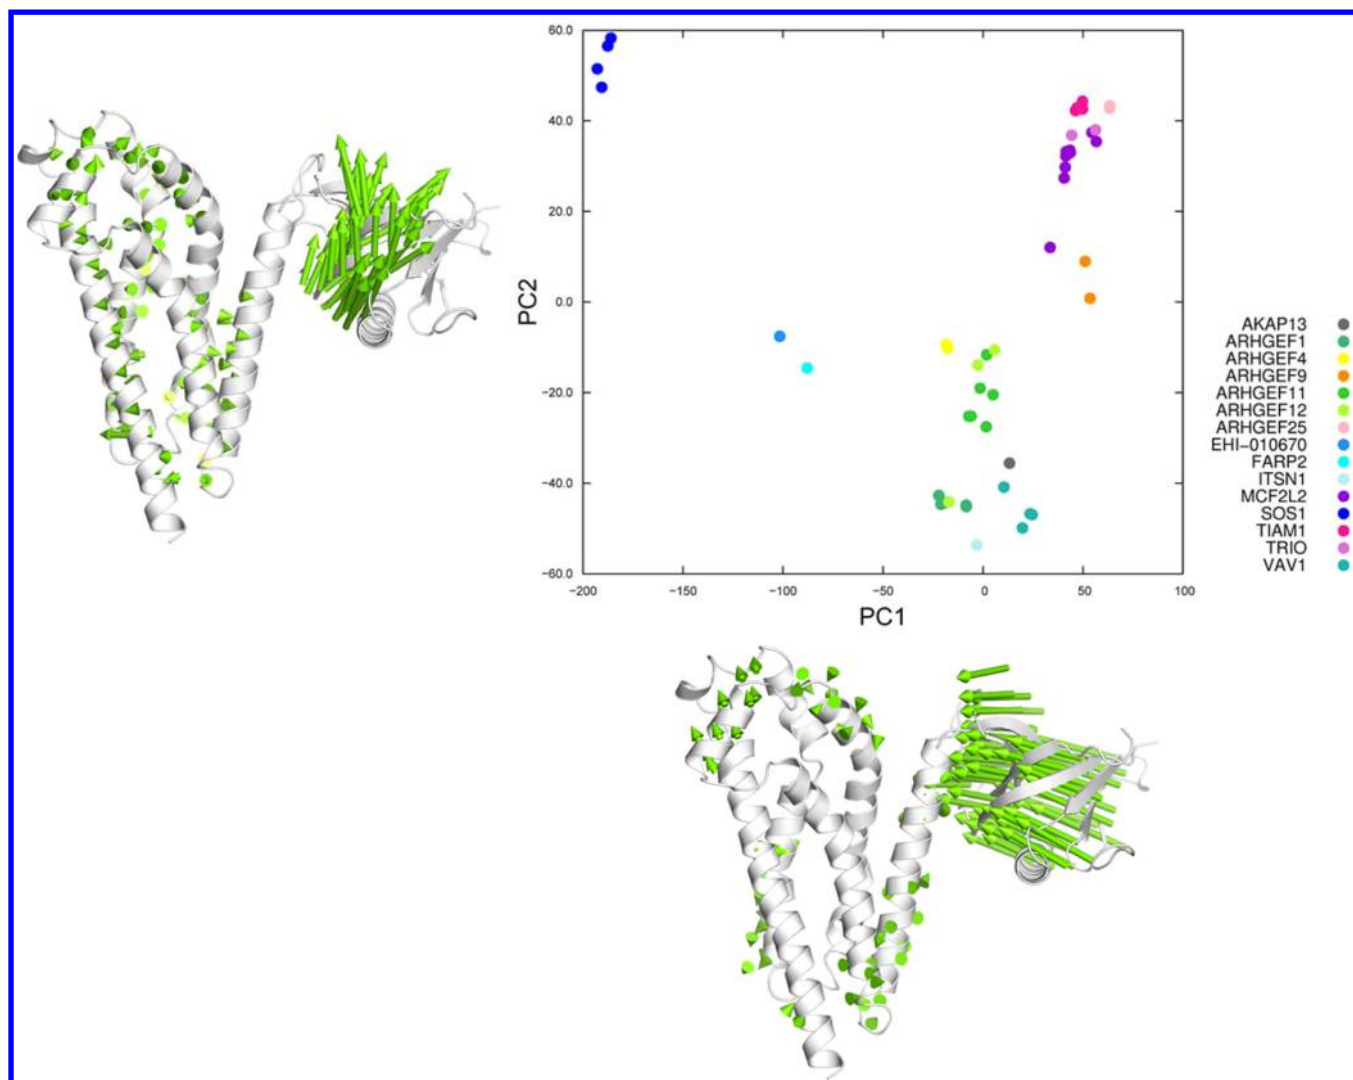 60.0
40.0
20.0
0.0
−20.0
−40.0
−60.0
PC2
−200
−150
−100
−50
0
50
100
PC1
AKAP13
ARHGEF1
ARHGEF4
ARHGEF9
ARHGEF11
ARHGEF12
ARHGEF25
EHI−010670
FARP2
ITSN1
MCF2L2
SOS1
TIAM1
TRIO
VAV1